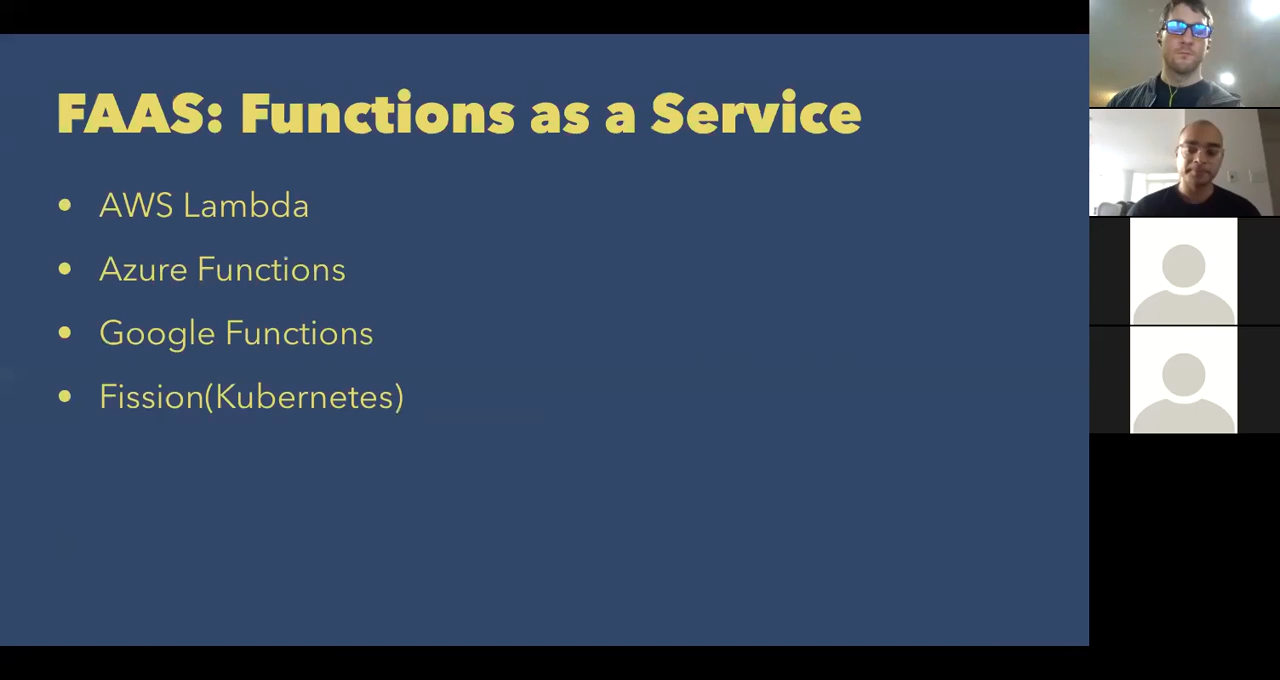 FAAS: Functions as a Service
• AWS Lambda
• Azure Functions
• Google Functions
• Fission(Kubernetes)